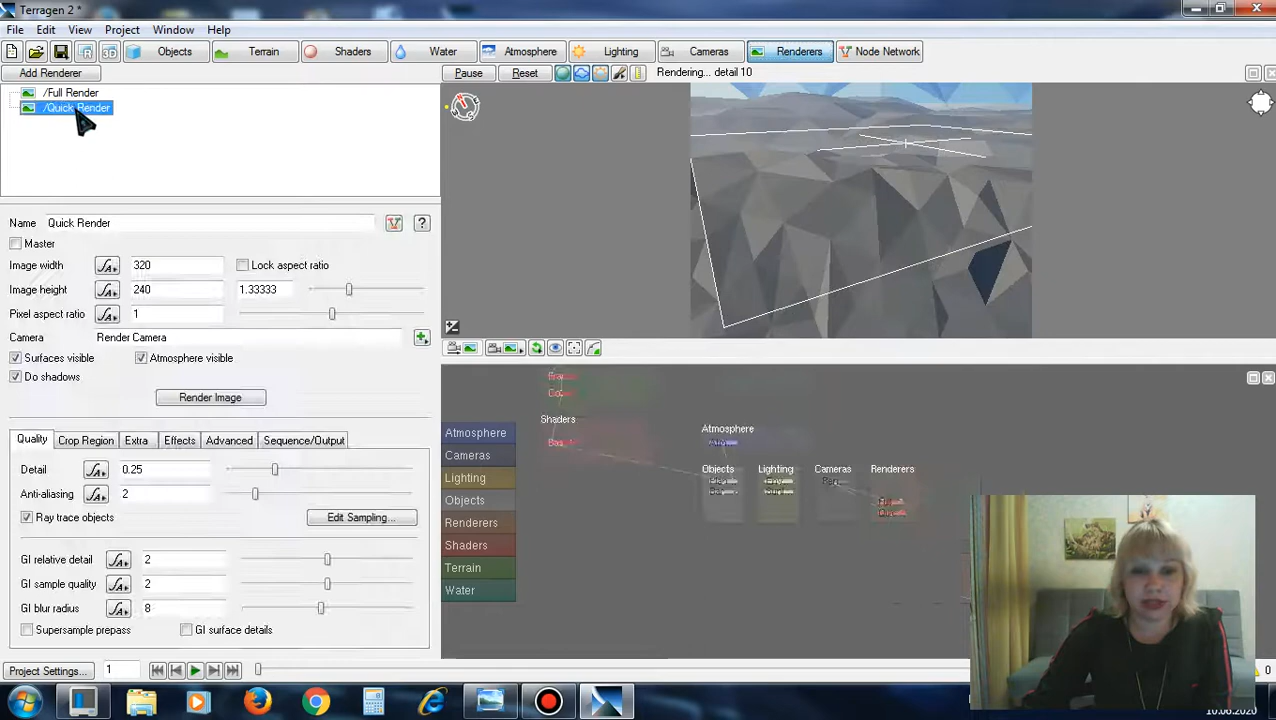 Terragen 2 *
File Edit View Project Window Help
Objects Terrain Shaders Water Atmosphere Lighting Cameras Renderers Node Network
Add Renderer
Pause Reset Rendering... detail 10
/Full Render
/Quick Render
Name Quick Render ?
Master
Image width 320 Lock aspect ratio
Image height 240 1.33333
Pixel aspect ratio 1
Camera Render Camera
Surfaces visible Atmosphere visible
Do shadows
Render Image
Quality Crop Region Extra Effects Advanced Sequence/Output
Detail 0.25
Anti-aliasing 2
Ray trace objects Edit Sampling...
GI relative detail 2
GI sample quality 2
GI blur radius 8
Supersample prepass GI surface details
Atmosphere
Cameras
Lighting
Objects
Renderers
Shaders
Terrain
Water
Shaders
Atmosphere
Objects Lighting Cameras Renderers
Project Settings... 1
0
10.06.2020